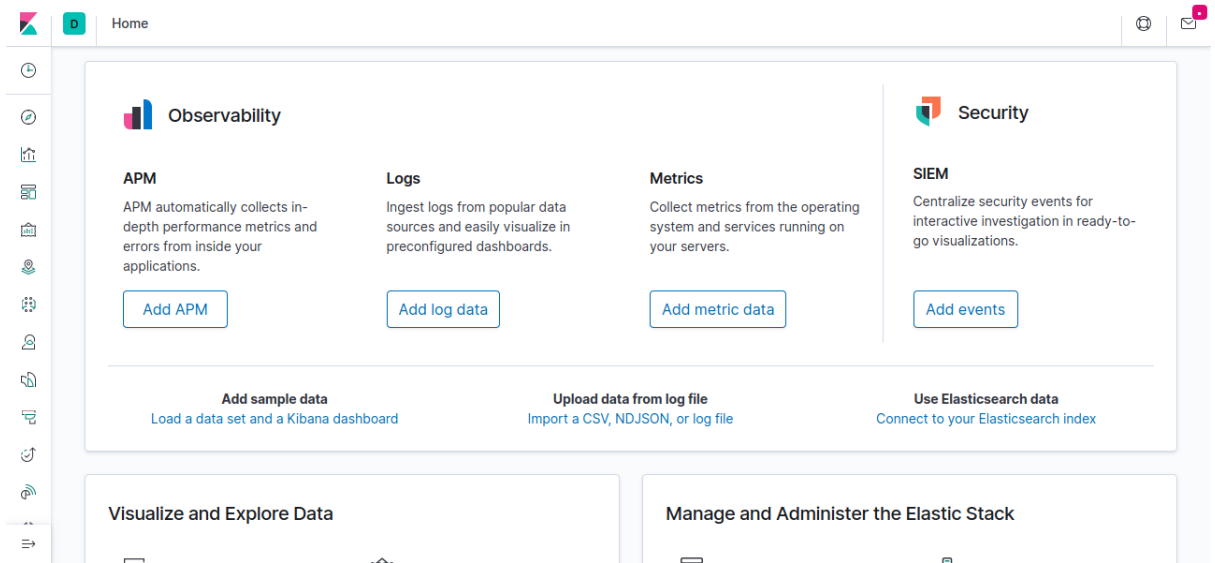 D Home
Observability
APM
APM automatically collects in-
depth performance metrics and
errors from inside your
applications.
Add APM
Logs
Ingest logs from popular data
sources and easily visualize in
preconfigured dashboards.
Add log data
Metrics
Collect metrics from the operating
system and services running on
your servers.
Add metric data
Security
SIEM
Centralize security events for
interactive investigation in ready-to-
go visualizations.
Add events
Add sample data
Load a data set and a Kibana dashboard
Upload data from log file
Import a CSV, NDJSON, or log file
Use Elasticsearch data
Connect to your Elasticsearch index
Visualize and Explore Data
Manage and Administer the Elastic Stack